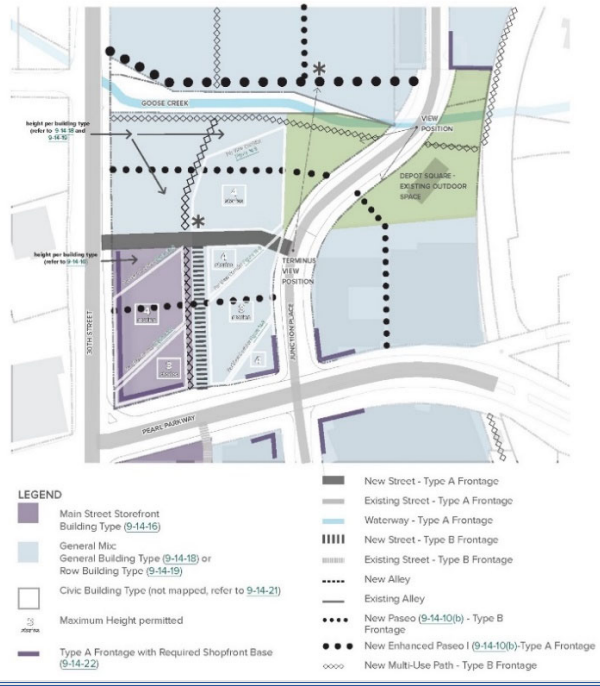 GOOSE CREEK
height per building type
(refer to 9-14-18 and
9-14-19)
VIEW
POSITION
DEPOT SQUARE -
EXISTING OUTDOOR
SPACE
height per building type
TERMINUS
VIEW
POSITION
30TH STREET
JUNCTION PLACE
PEARL PARKWAY
LEGEND
Main Street Storefront
Building Type (9-14-16)
General Mix:
General Building Type (9-14-18) or
Row Building Type (9-14-19)
Civic Building Type (not mapped, refer to 9-14-21)
Maximum Height permitted
Type A Frontage with Required Shopfront Base
(9-14-22)
New Street - Type A Frontage
Existing Street - Type A Frontage
Waterway - Type A Frontage
New Street - Type B Frontage
Existing Street - Type B Frontage
New Alley
Existing Alley
New Paseo (9-14-10(b) - Type B
Frontage
New Enhanced Paseo I (9-14-10(b)-Type A Frontage
New Multi-Use Path - Type B Frontage